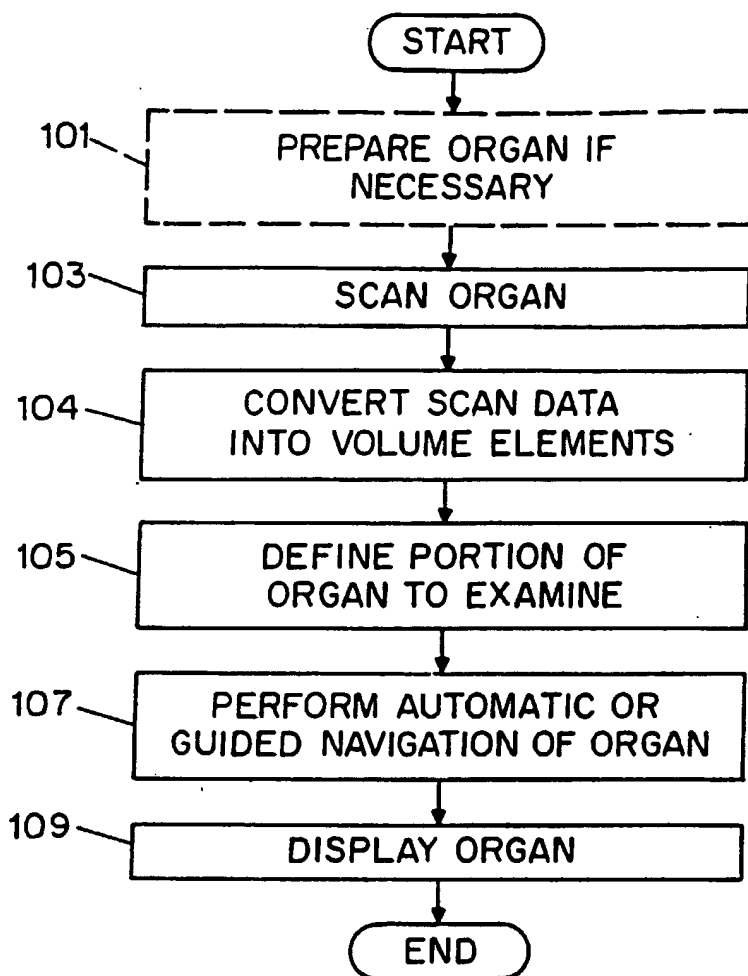 START
101
PREPARE ORGAN IF
NECESSARY
103
SCAN ORGAN
104
CONVERT SCAN DATA
INTO VOLUME ELEMENTS
105
DEFINE PORTION OF
ORGAN TO EXAMINE
107
PERFORM AUTOMATIC OR
GUIDED NAVIGATION OF ORGAN
109
DISPLAY ORGAN
END